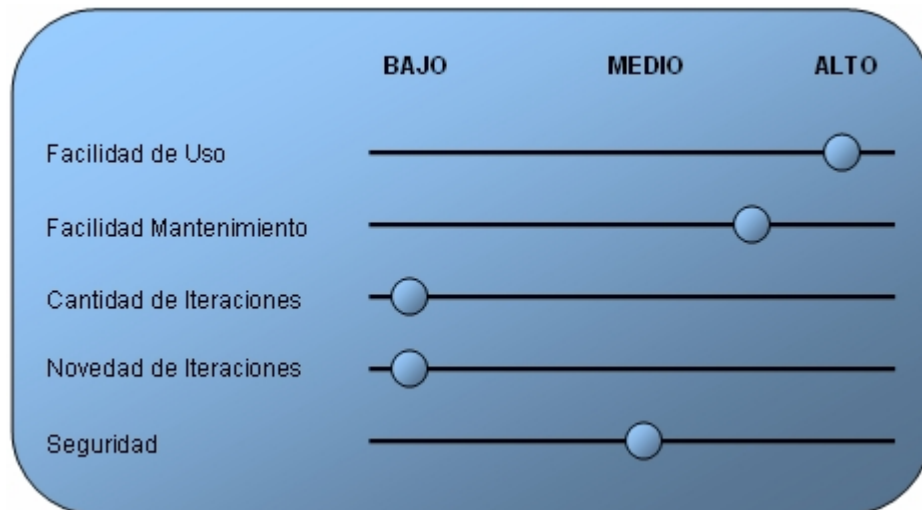 BAJO MEDIO ALTO
Facilidad de Uso
Facilidad Mantenimiento
Cantidad de Iteraciones
Novedad de Iteraciones
Seguridad